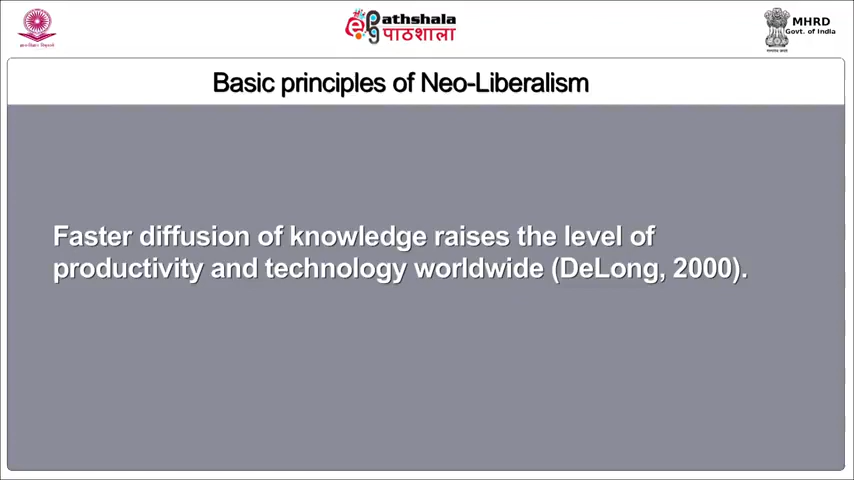 ePathshala
पाठशाला
MHRD
Govt. of India
Basic principles of Neo-Liberalism
Faster diffusion of knowledge raises the level of
productivity and technology worldwide (DeLong, 2000).